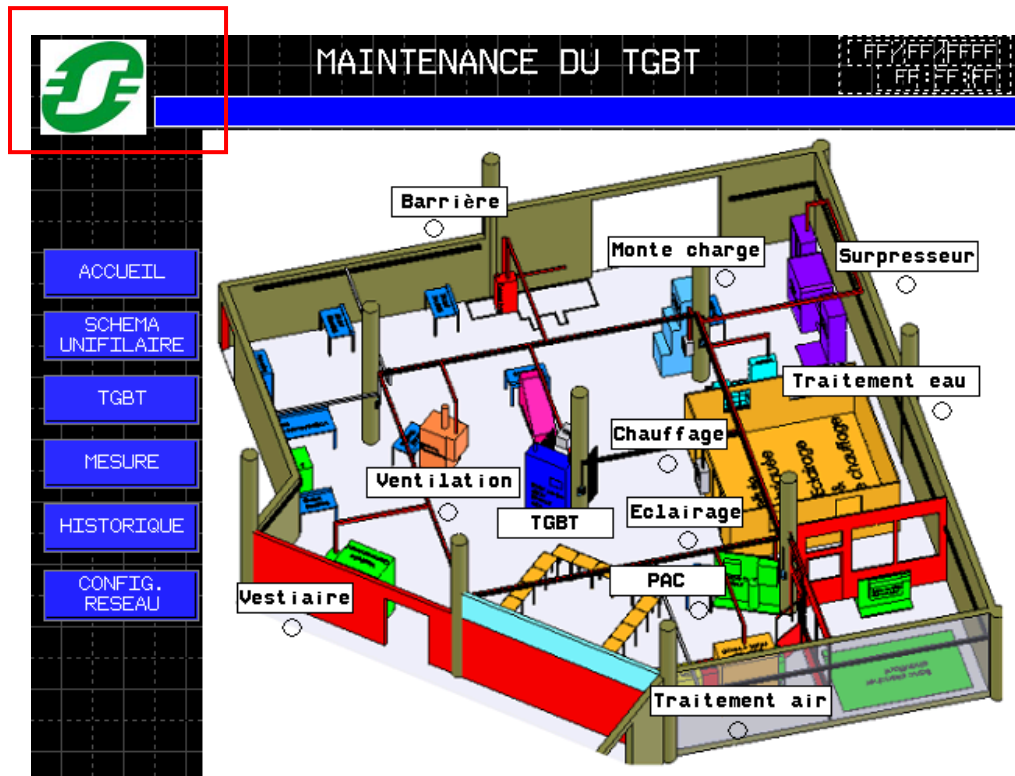 MAINTENANCE DU TGBT
FF/FF/FFFF
FF:FF:FF
Barrière
Monte charge
Surpresseur
ACCUEIL
SCHEMA
UNIFILAIRE
Traitement eau
TGBT
Chauffage
MESURE
Ventilation
Eclairage
TGBT
HISTORIQUE
PAC
CONFIG.
RESEAU
Vestiaire
Traitement air